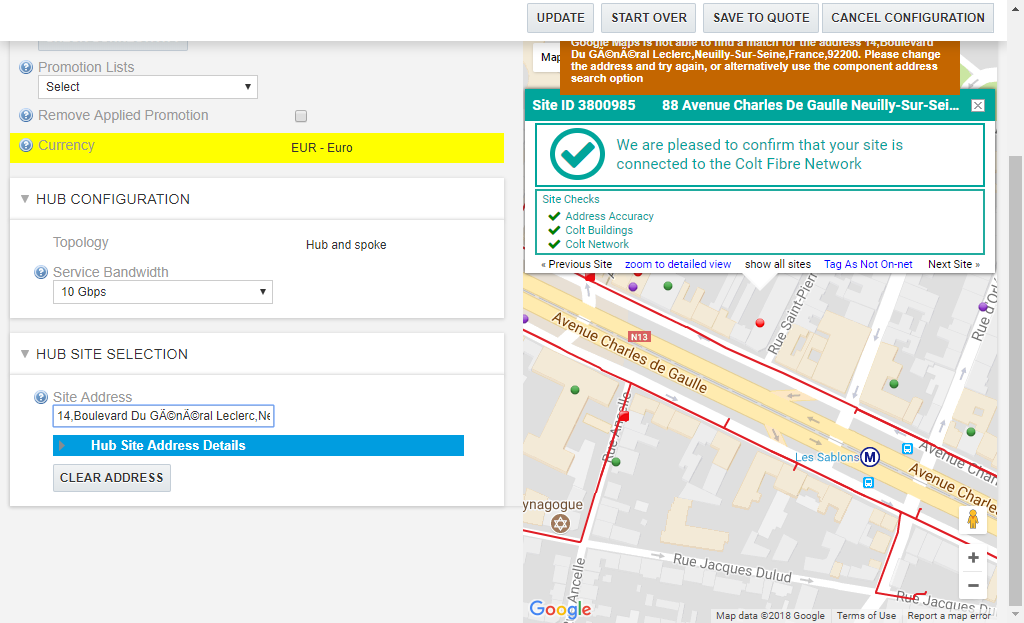 UPDATE
START OVER
SAVE TO QUOTE
CANCEL CONFIGURATION
Promotion Lists
Select
Remove Applied Promotion
Currency
EUR - Euro
HUB CONFIGURATION
Topology
Hub and spoke
Service Bandwidth
10 Gbps
HUB SITE SELECTION
Site Address
14,Boulevard Du GÃ©nÃ©ral Leclerc,Ne
Hub Site Address Details
CLEAR ADDRESS
Map
Google Maps is not able to find a match for the address 14,Boulevard
Du GÃ©nÃ©ral Leclerc,Neuilly-Sur-Seine,France,92200. Please change
the address and try again, or alternatively use the component address
search option
Site ID 3800985
88 Avenue Charles De Gaulle Neuilly-Sur-Sei...
We are pleased to confirm that your site is
connected to the Colt Fibre Network
Site Checks
Address Accuracy
Colt Buildings
Colt Network
« Previous Site
zoom to detailed view
show all sites
Tag As Not On-net
Next Site »
Rue Saint-Pier
Rue d'Orl
N13
Avenue Charles de Gaulle
Rue Ancelle
Les Sablons
M
Avenue Char
Avenue Charles
ynagogue
Rue Jacques Dulud
Ancelle
Rue Jacques Du
+
−
Google
Map data ©2018 Google
Terms of Use
Report a map error